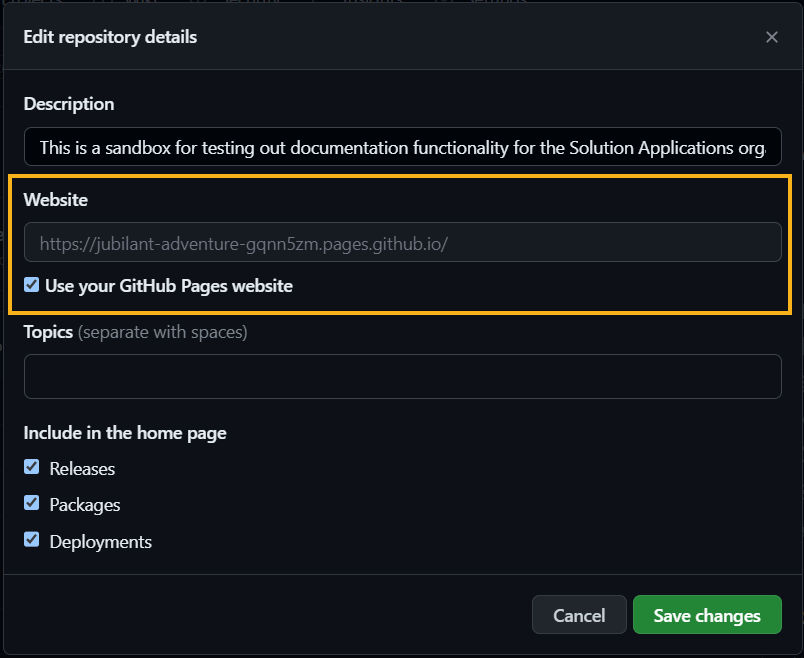 Edit repository details
Description
This is a sandbox for testing out documentation functionality for the Solution Applications org
Website
https://jubilant-adventure-gqnn5zm.pages.github.io/
Use your GitHub Pages website
Topics (separate with spaces)
Include in the home page
Releases
Packages
Deployments
Cancel Save changes